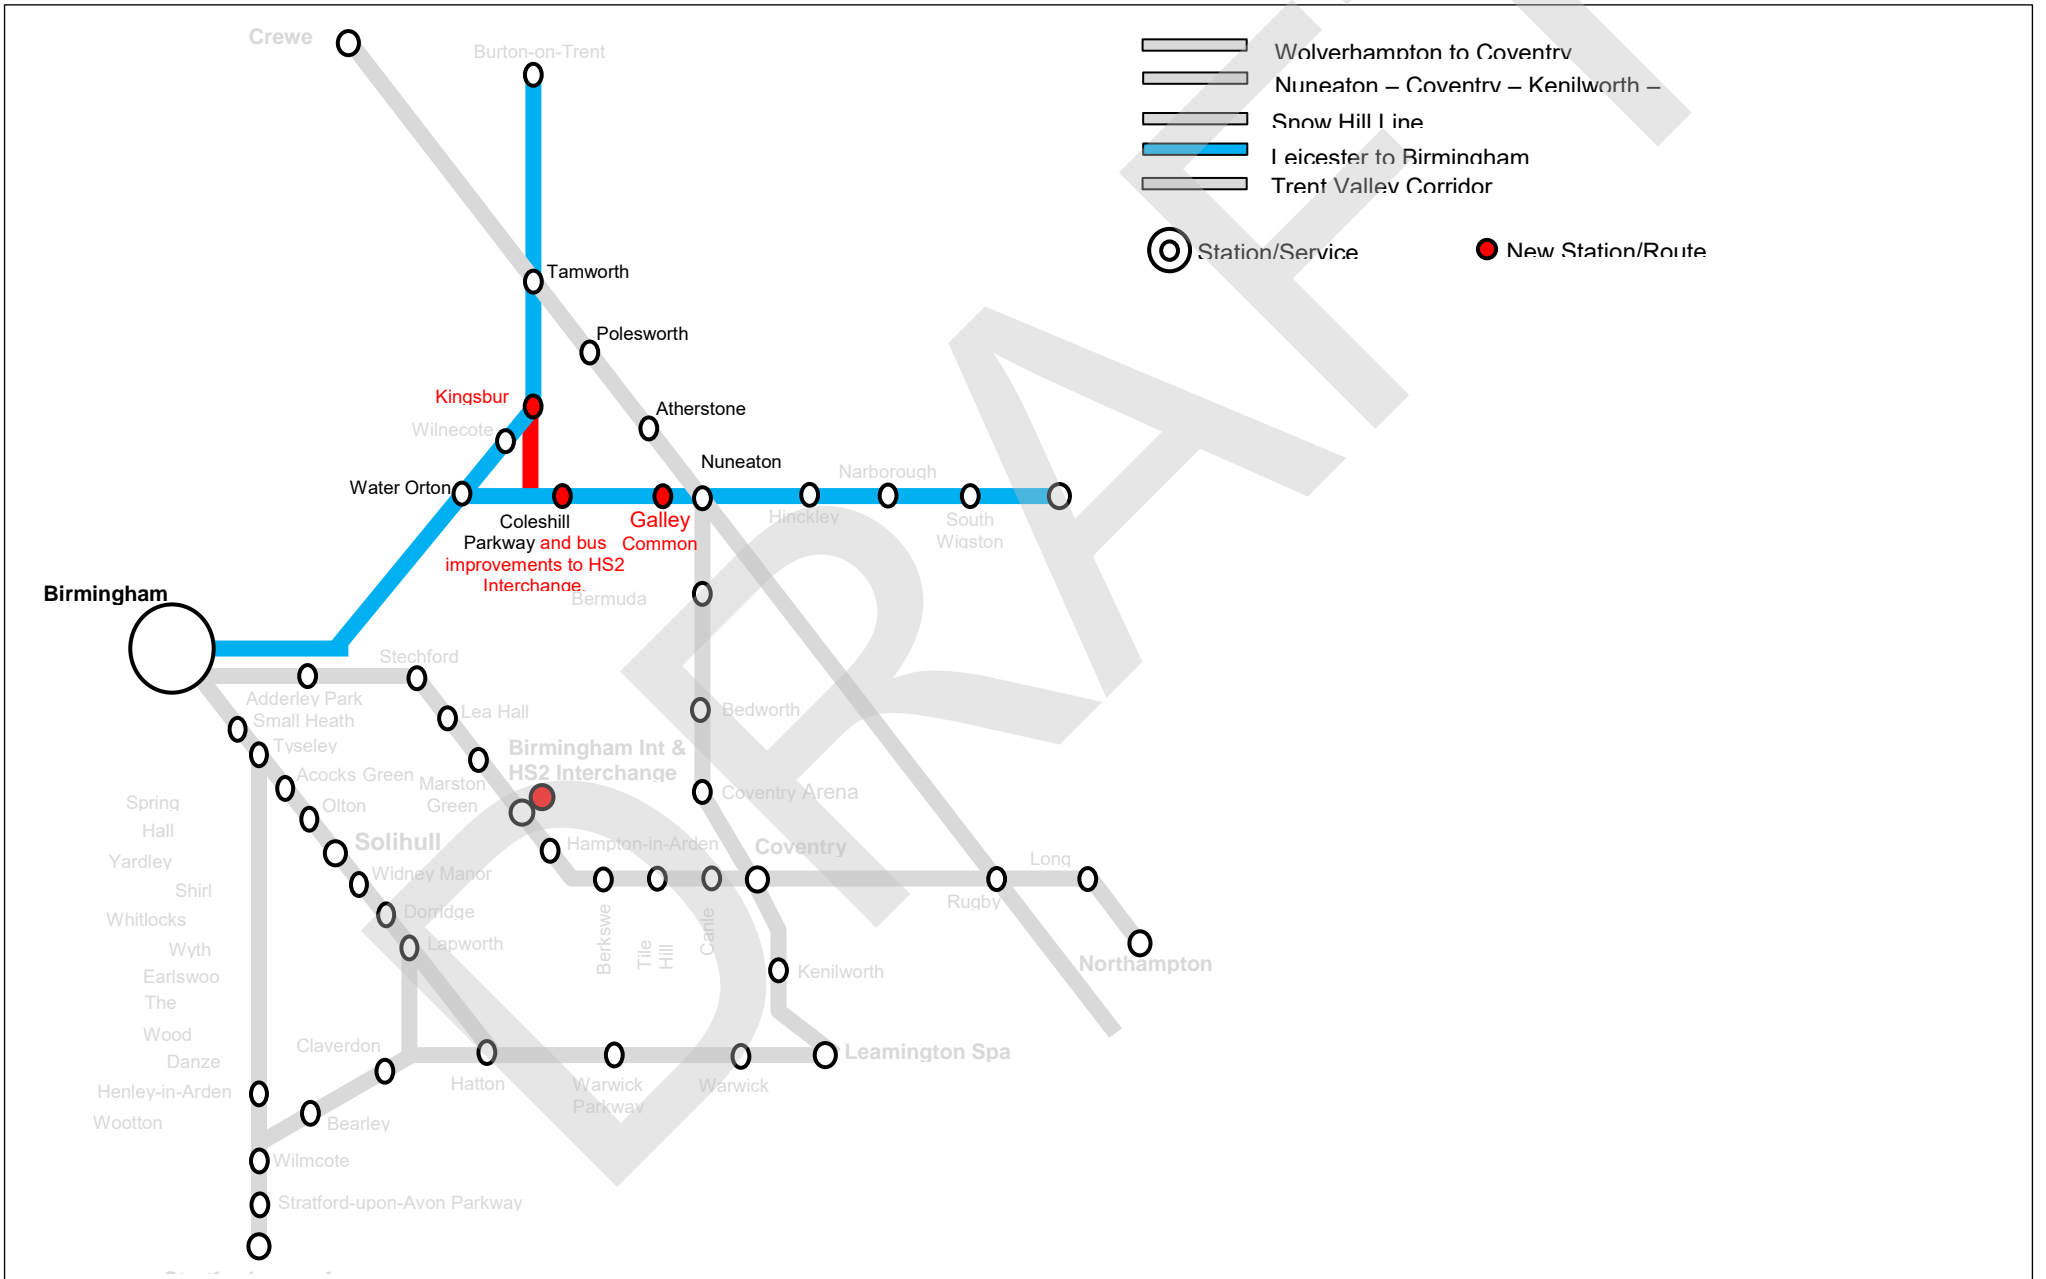 Crewe
Burton-on-Trent
Wolverhampton to Coventry
Nuneaton – Coventry – Kenilworth –
Snow Hill Line
Leicester to Birmingham
Trent Valley Corridor
Station/Service
New Station/Route
Tamworth
Polesworth
Kingsbur
Atherstone
Wilnecote
Nuneaton
Narborough
Water Orton
Coleshill
Parkway and bus
improvements to HS2
Interchange.
Galley
Common
Hinckley
South
Wigston
Birmingham
Bermuda
Stechford
Adderley Park
Small Heath
Lea Hall
Bedworth
Tyseley
Birmingham Int &
HS2 Interchange
Acocks Green
Marston
Green
Coventry Arena
Spring
Olton
Hall
Solihull
Hampton-in-Arden
Coventry
Long
Yardley
Widney Manor
Shirl
Rugby
Whitlocks
Dorridge
Berkswe
Tile
Hill
Canle
Wyth
Lapworth
Kenilworth
Northampton
Earlswoo
The
Wood
Claverdon
Leamington Spa
Danze
Hatton
Warwick
Parkway
Warwick
Henley-in-Arden
Wootton
Bearley
Wilmcote
Stratford-upon-Avon Parkway
DRAFT